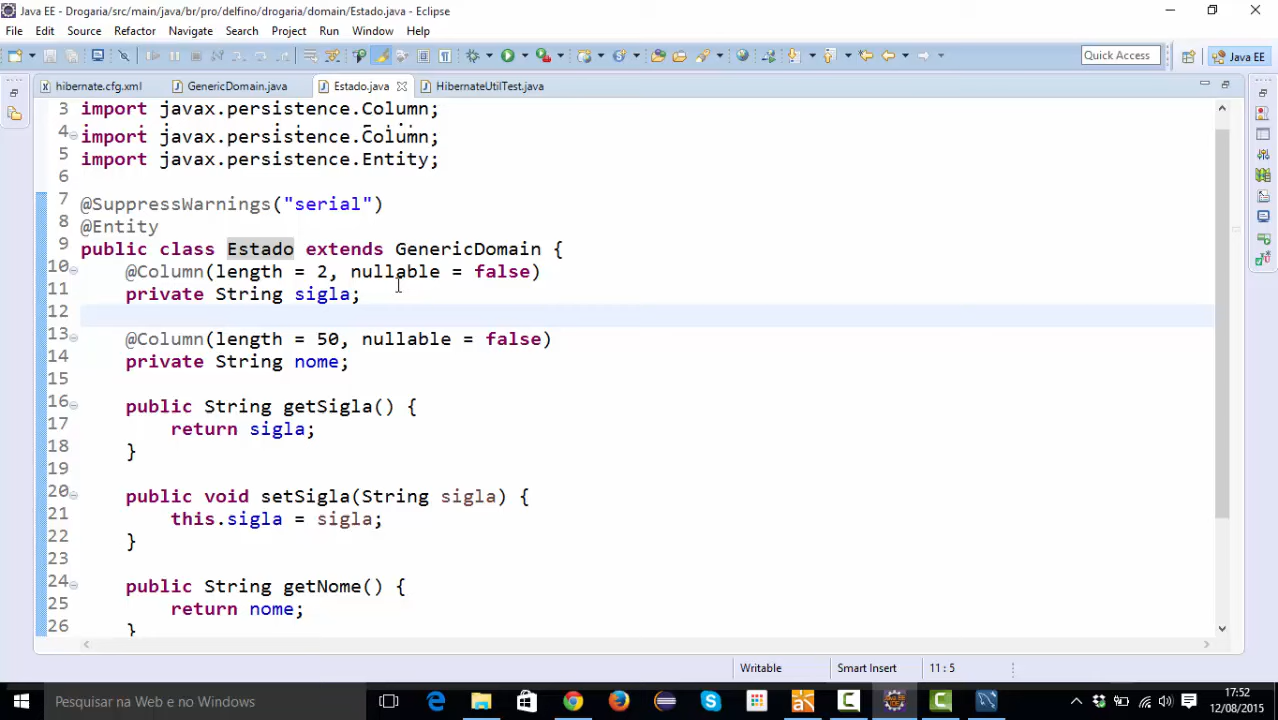 Java EE - Drogaria/src/main/java/br/pro/delfino/drogaria/domain/Estado.java - Eclipse
File Edit Source Refactor Navigate Search Project Run Window Help
Quick Access Java EE
hibernate.cfg.xml GenericDomain.java Estado.java HibernateUtilTest.java
3 import javax.persistence.Column;
4 import javax.persistence.Column;
5 import javax.persistence.Entity;
6
7 @SuppressWarnings("serial")
8 @Entity
9 public class Estado extends GenericDomain {
10 @Column(length = 2, nullable = false)
11 private String sigla;
12
13 @Column(length = 50, nullable = false)
14 private String nome;
15
16 public String getSigla() {
17 return sigla;
18 }
19
20 public void setSigla(String sigla) {
21 this.sigla = sigla;
22 }
23
24 public String getNome() {
25 return nome;
26 }
Writable Smart Insert 11 : 5
Pesquisar na Web e no Windows
17:52
12/08/2015